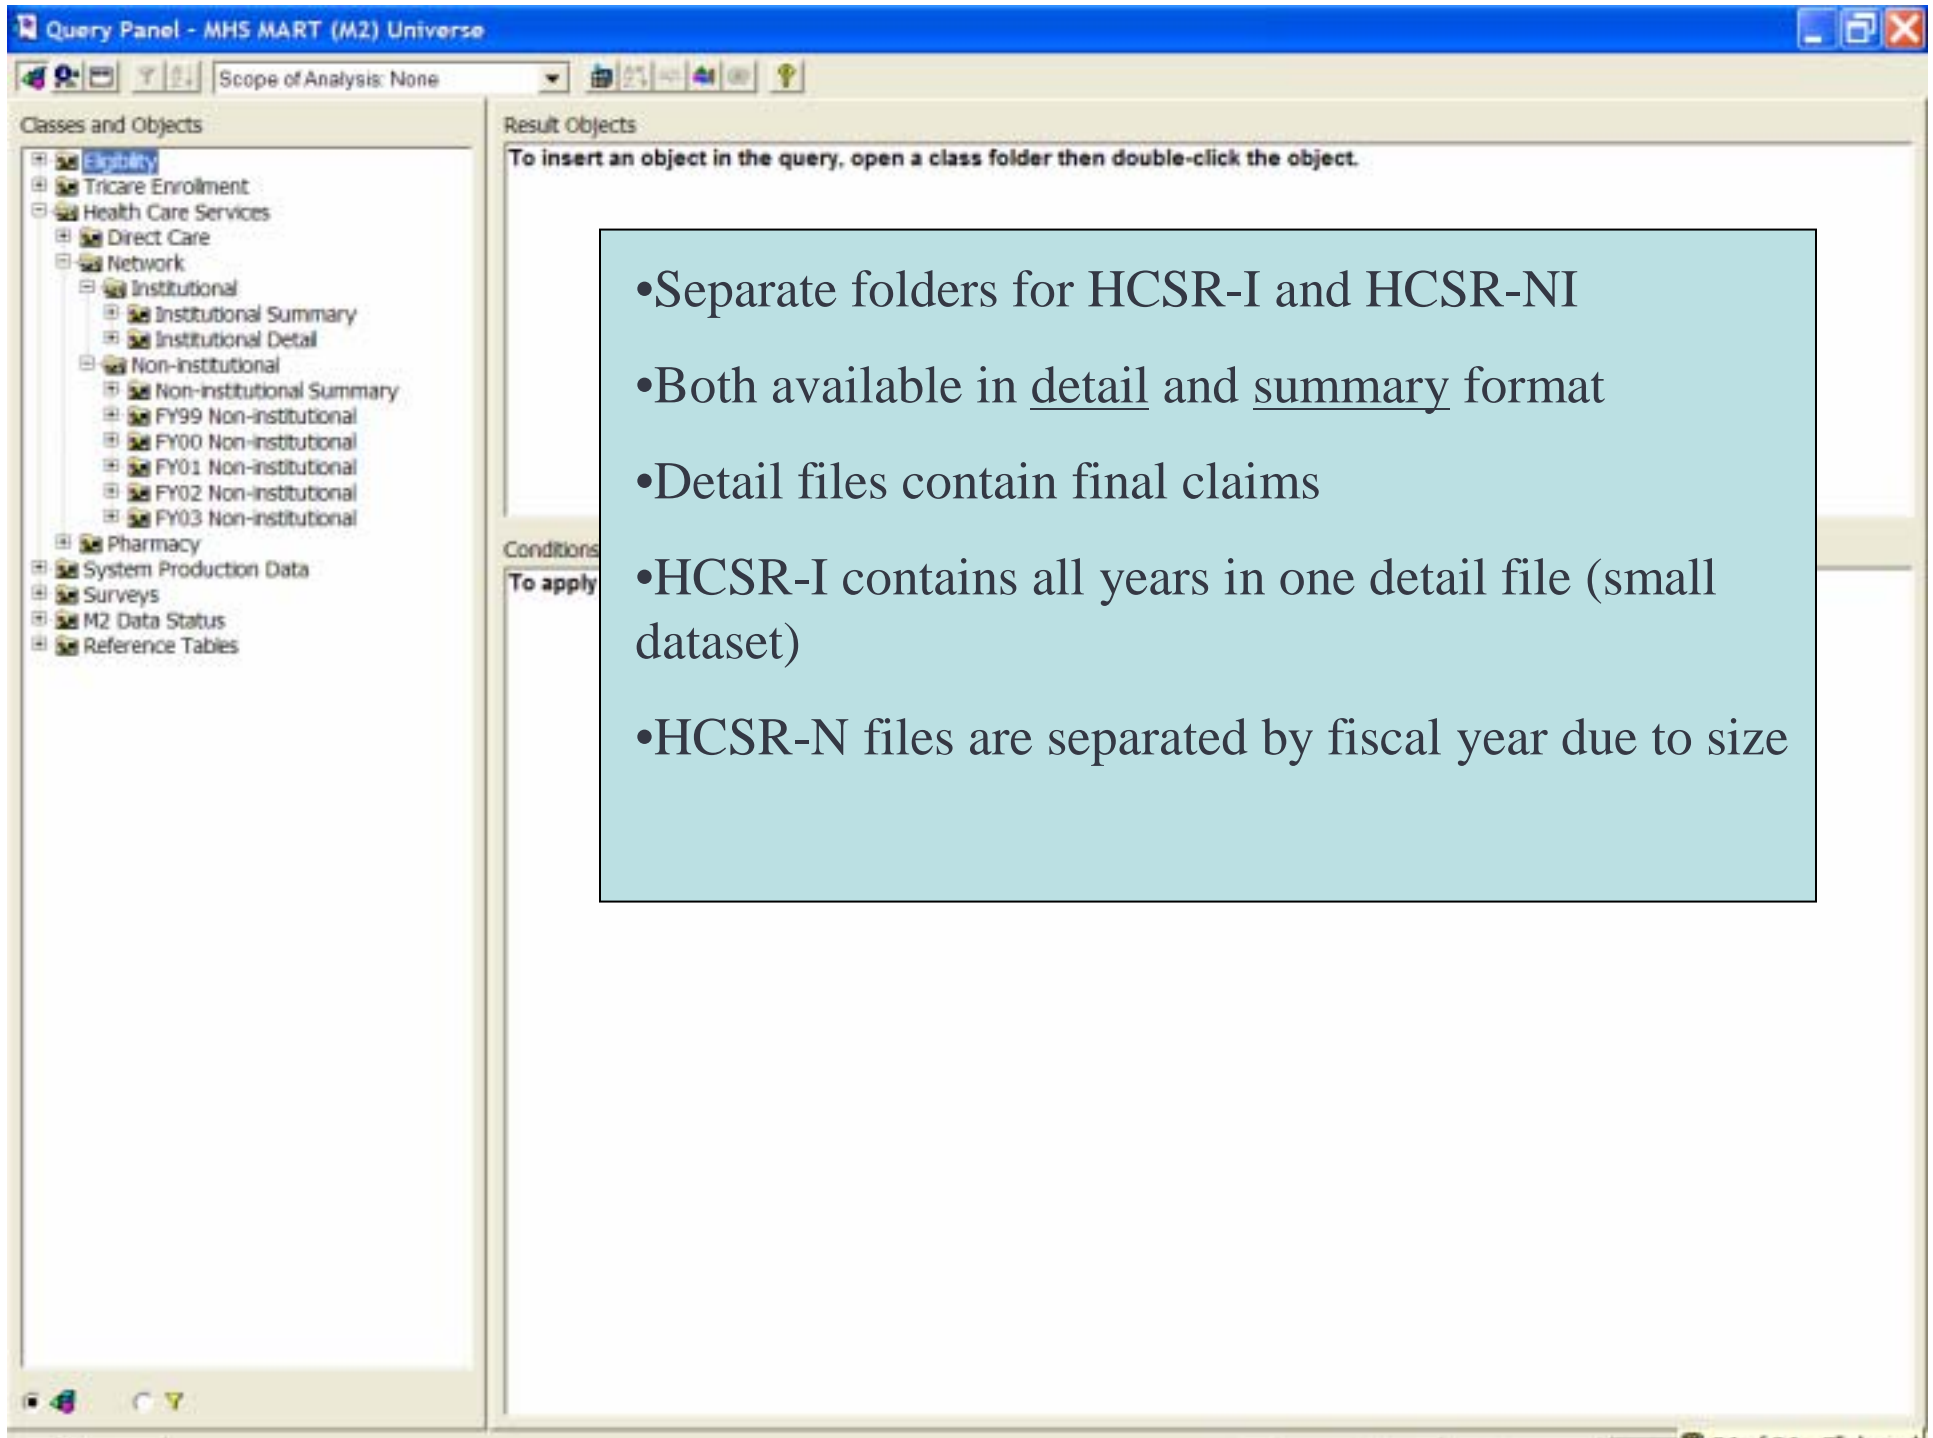 Query Panel - MHS MART (M2) Universe
Scope of Analysis: None
Classes and Objects
Eligibility
Tricare Enrollment
Health Care Services
Direct Care
Network
Institutional
Institutional Summary
Institutional Detail
Non-institutional
Non-institutional Summary
FY99 Non-institutional
FY00 Non-institutional
FY01 Non-institutional
FY02 Non-institutional
FY03 Non-institutional
Pharmacy
System Production Data
Surveys
M2 Data Status
Reference Tables
Result Objects
To insert an object in the query, open a class folder then double-click the object.
•Separate folders for HCSR-I and HCSR-NI
•Both available in detail and summary format
•Detail files contain final claims
•HCSR-I contains all years in one detail file (small
dataset)
•HCSR-N files are separated by fiscal year due to size
Conditions
To apply